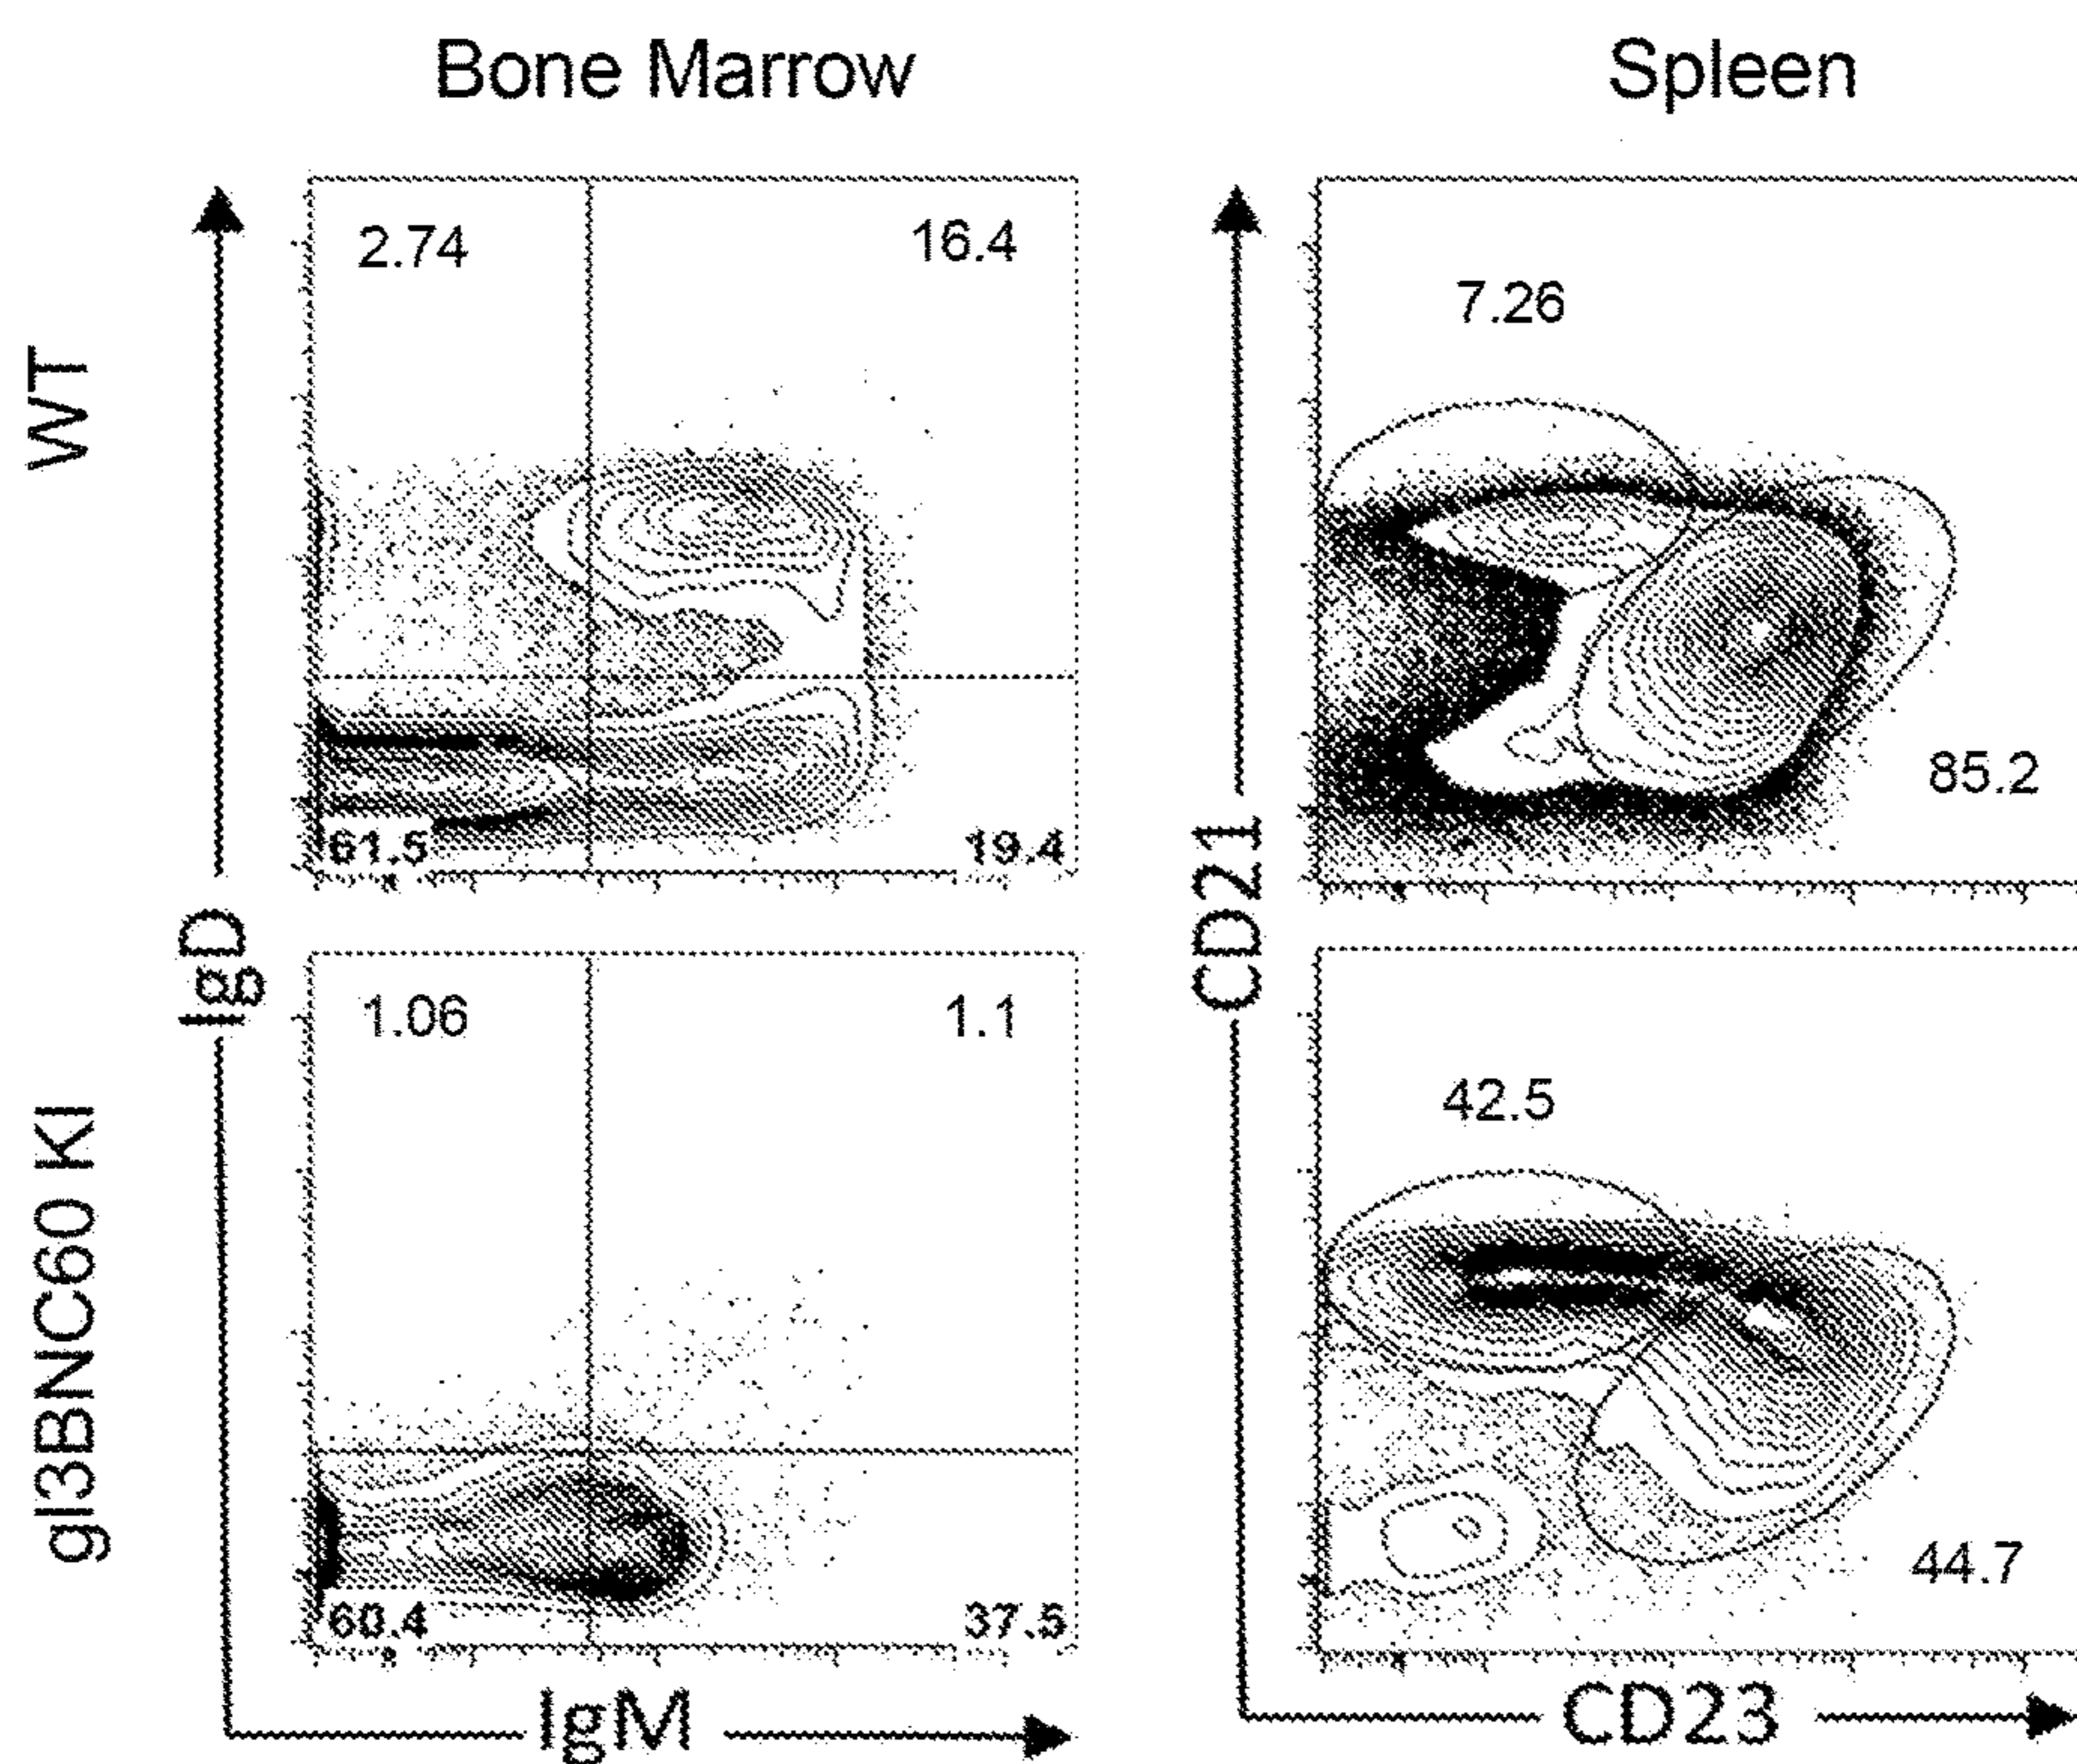 Bone Marrow
Spleen
WT
2.74
16.4
61.5
19.4
7.26
85.2
IgD
CD21
gl3BNC60 KI
1.06
1.1
60.4
37.5
42.5
44.7
IgM
CD23